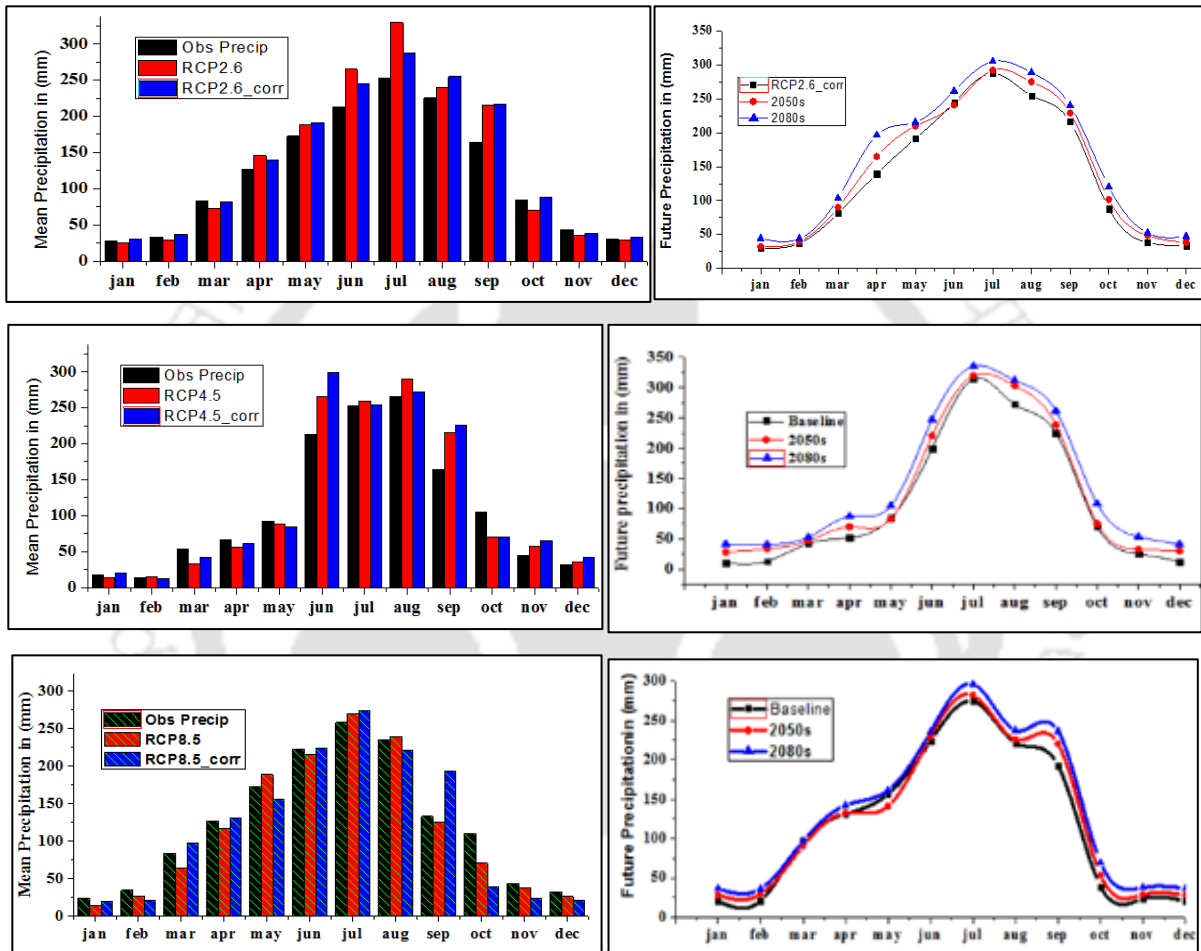 Mean Precipitation in (mm)
300
250
200
150
100
50
0
Obs Precip
RCP2.6
RCP2.6_corr
jan feb mar apr may jun jul aug sep oct nov dec
Future Precipitation in (mm)
350
300
250
200
150
100
50
0
RCP2.6_corr
2050s
2080s
jan feb mar apr may jun jul aug sep oct nov dec
Mean Precipitation in (mm)
300
250
200
150
100
50
0
Obs Precip
RCP4.5
RCP4.5_corr
jan feb mar apr may jun jul aug sep oct nov dec
Future precipitation in (mm)
350
300
250
200
150
100
50
0
Baseline
2050s
2080s
jan feb mar apr may jun jul aug sep oct nov dec
Mean Precipitation in (mm)
300
250
200
150
100
50
0
Obs Precip
RCP8.5
RCP8.5_corr
jan feb mar apr may jun jul aug sep oct nov dec
Future Precipitationin (mm)
300
250
200
150
100
50
0
Baseline
2050s
2080s
jan feb mar apr may jun jul aug sep oct nov dec